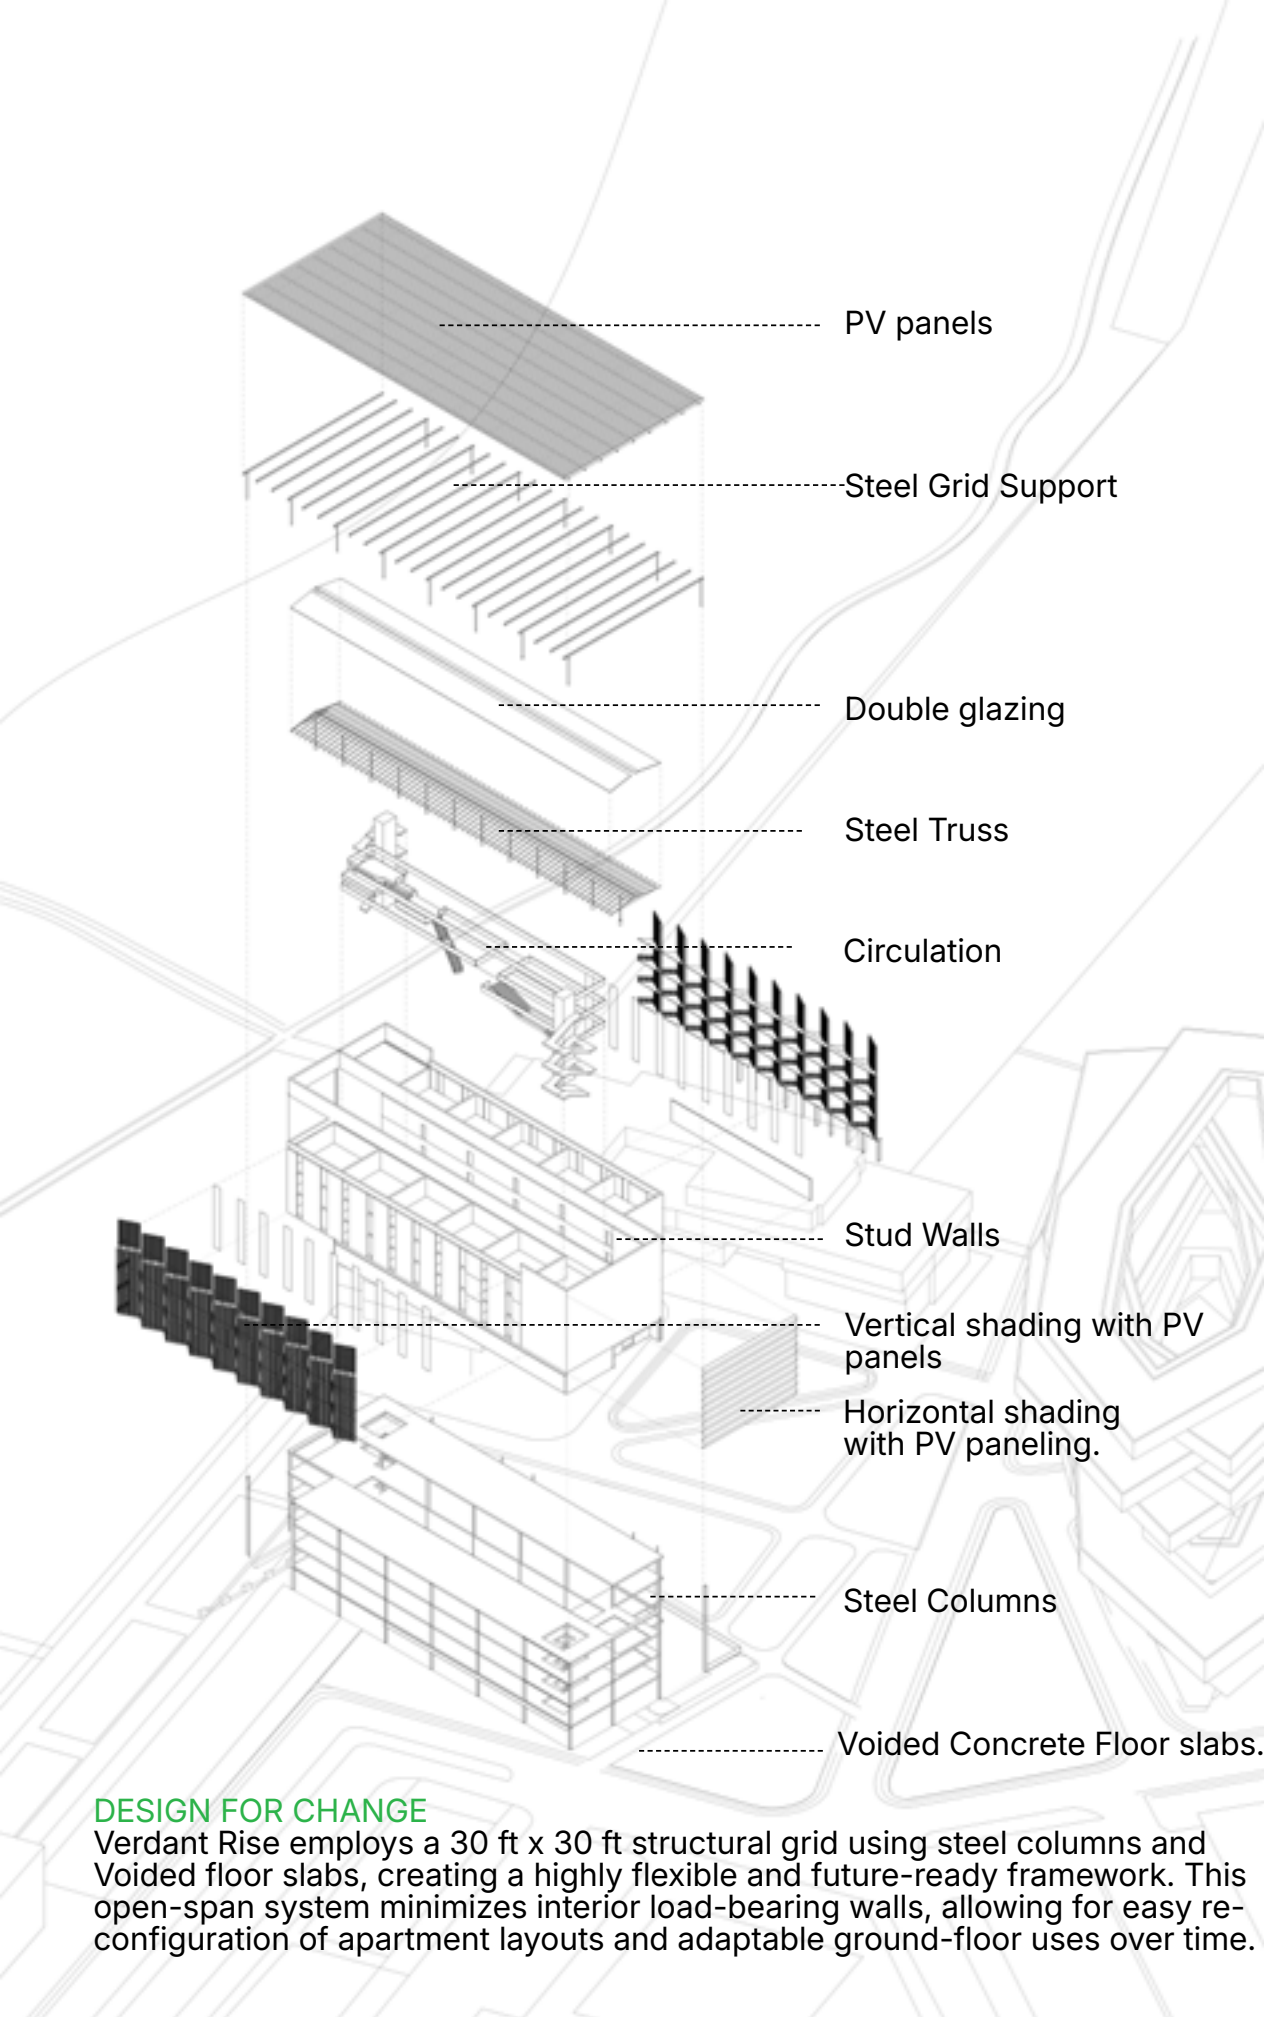 PV panels
Steel Grid Support
Double glazing
Steel Truss
Circulation
Stud Walls
Vertical shading with PV
panels
Horizontal shading
with PV paneling.
Steel Columns
Voided Concrete Floor slabs.
DESIGN FOR CHANGE
Verdant Rise employs a 30 ft x 30 ft structural grid using steel columns and
Voided floor slabs, creating a highly flexible and future-ready framework. This
open-span system minimizes interior load-bearing walls, allowing for easy re-
configuration of apartment layouts and adaptable ground-floor uses over time.